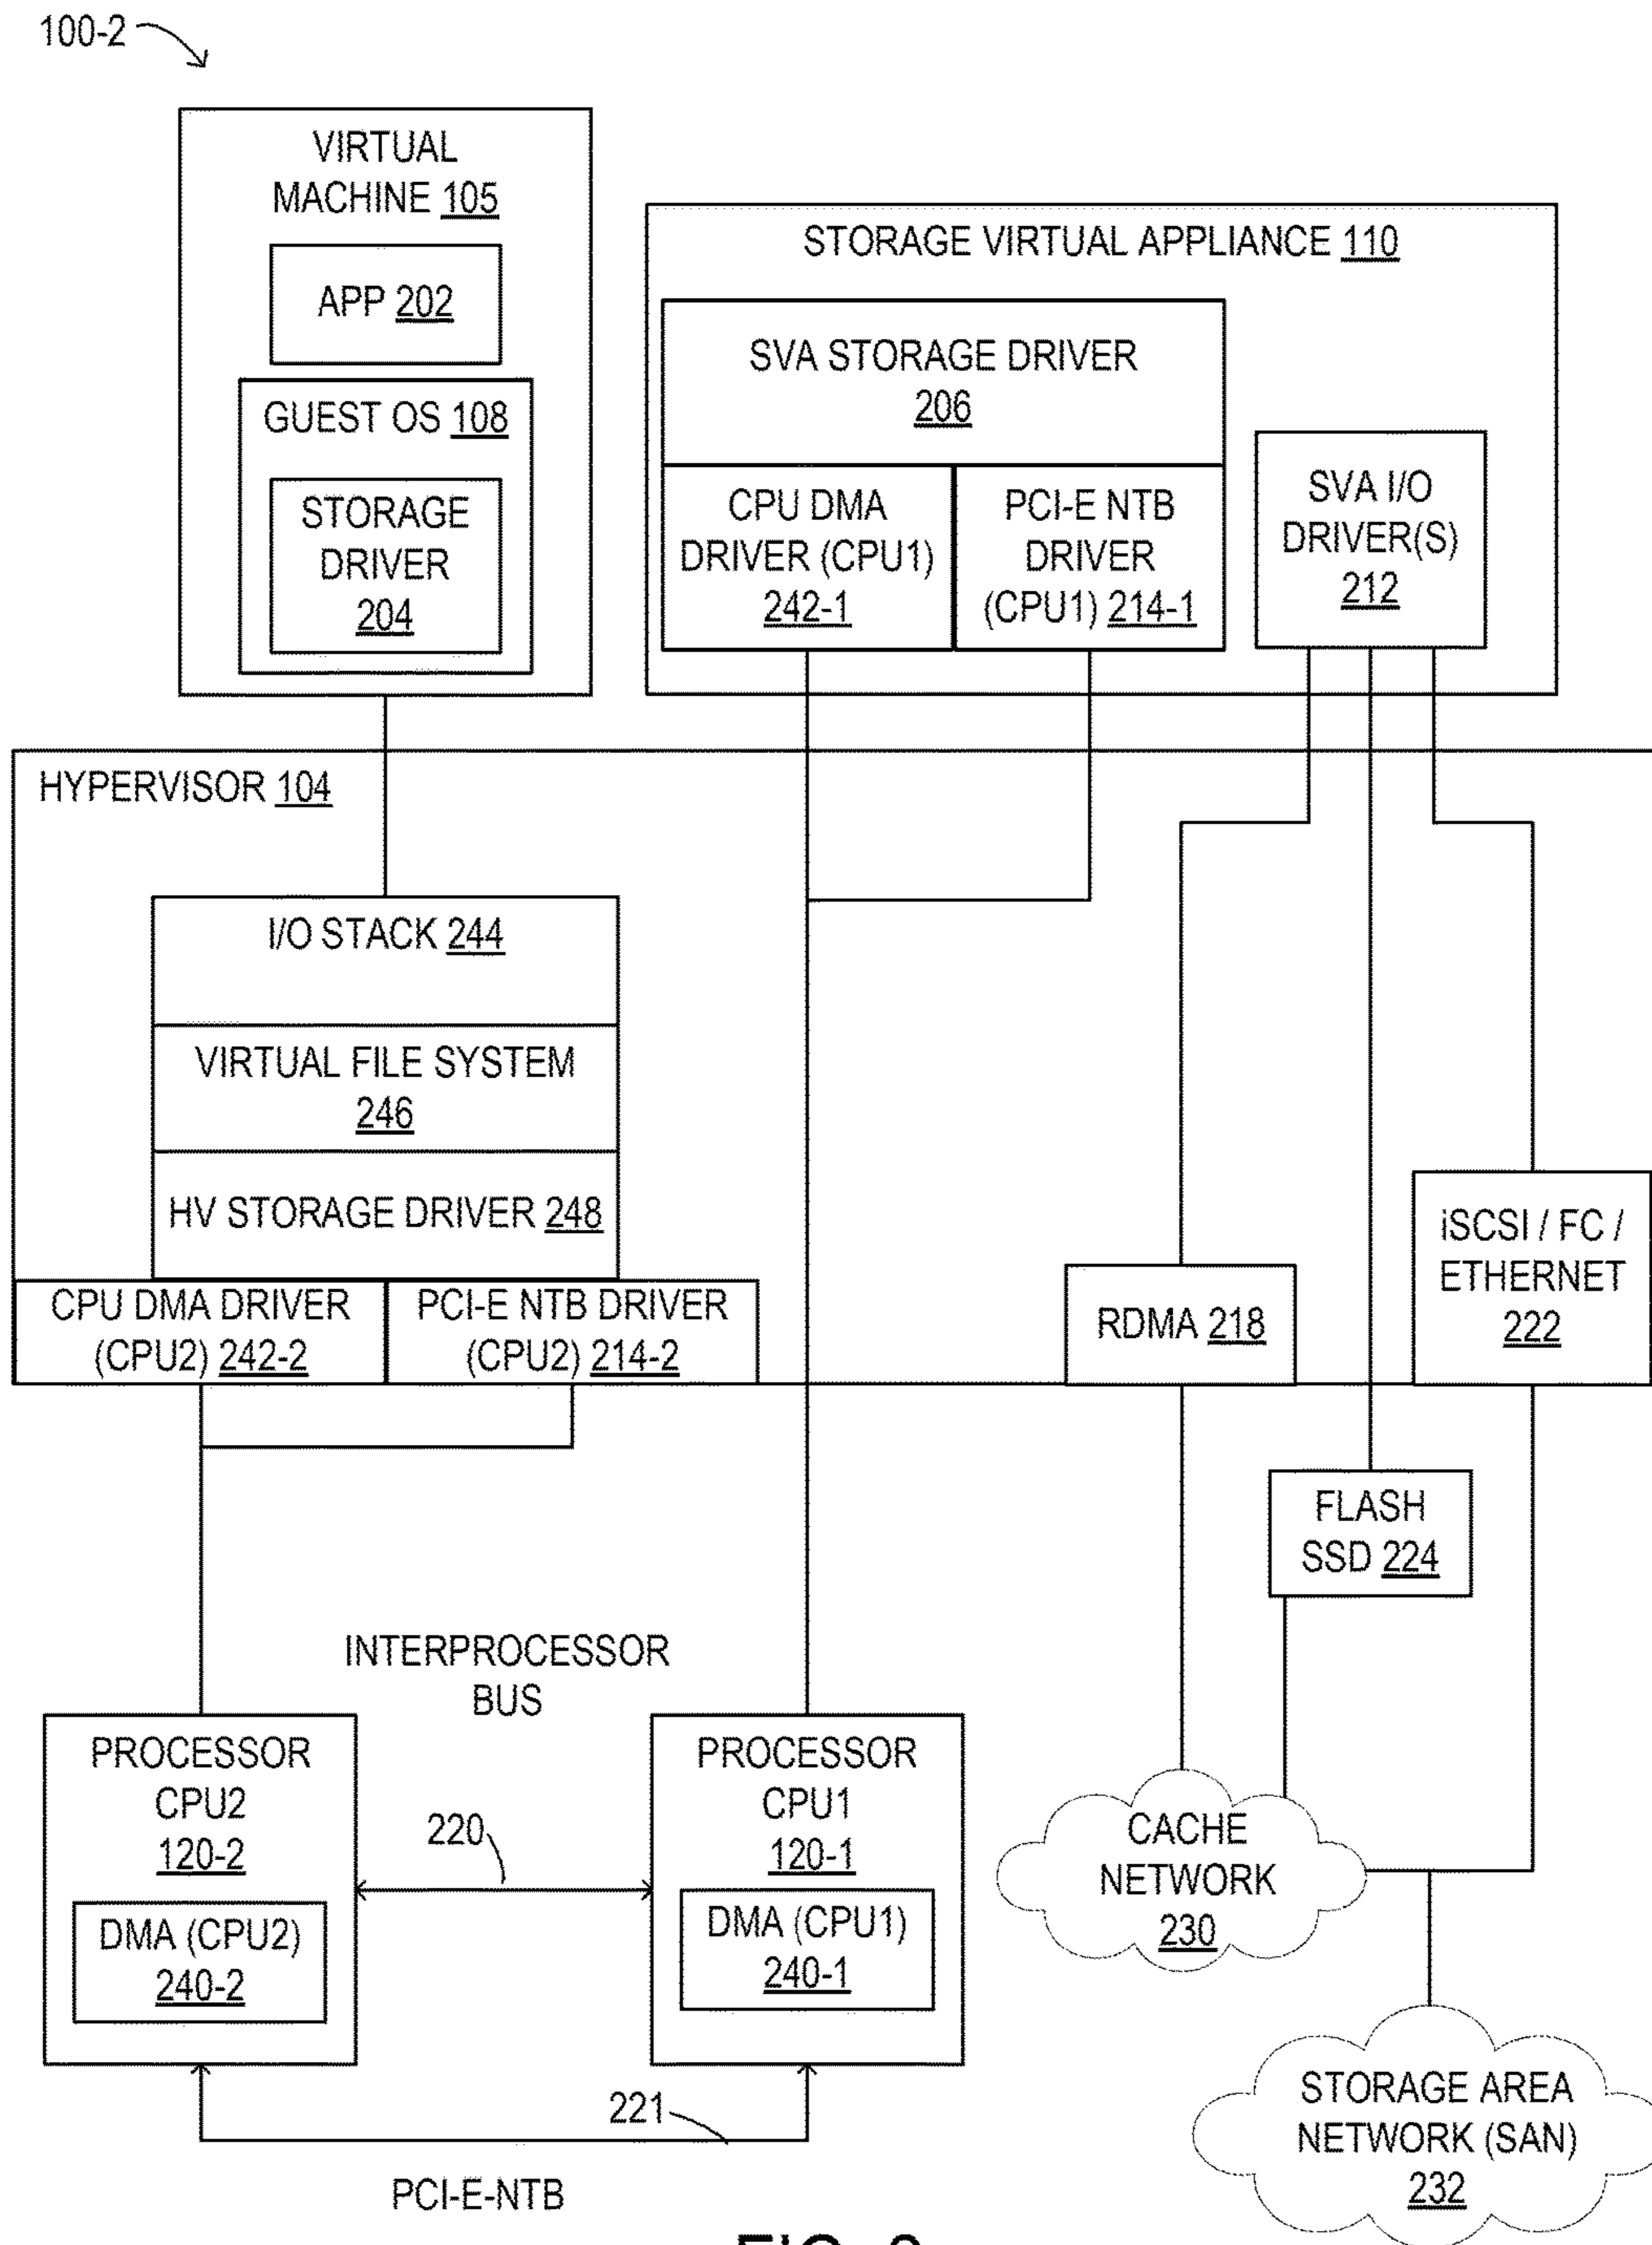 100-2
VIRTUAL
MACHINE 105
APP 202
GUEST OS 108
STORAGE
DRIVER
204
STORAGE VIRTUAL APPLIANCE 110
SVA STORAGE DRIVER
206
CPU DMA
DRIVER (CPU1)
242-1
PCI-E NTB
DRIVER
(CPU1) 214-1
SVA I/O
DRIVER(S)
212
HYPERVISOR 104
I/O STACK 244
VIRTUAL FILE SYSTEM
246
HV STORAGE DRIVER 248
CPU DMA DRIVER
(CPU2) 242-2
PCI-E NTB DRIVER
(CPU2) 214-2
RDMA 218
iSCSI / FC /
ETHERNET
222
FLASH
SSD 224
INTERPROCESSOR
BUS
PROCESSOR
CPU2
120-2
DMA (CPU2)
240-2
220
PROCESSOR
CPU1
120-1
DMA (CPU1)
240-1
CACHE
NETWORK
230
221
PCI-E-NTB
STORAGE AREA
NETWORK (SAN)
232
FIG.